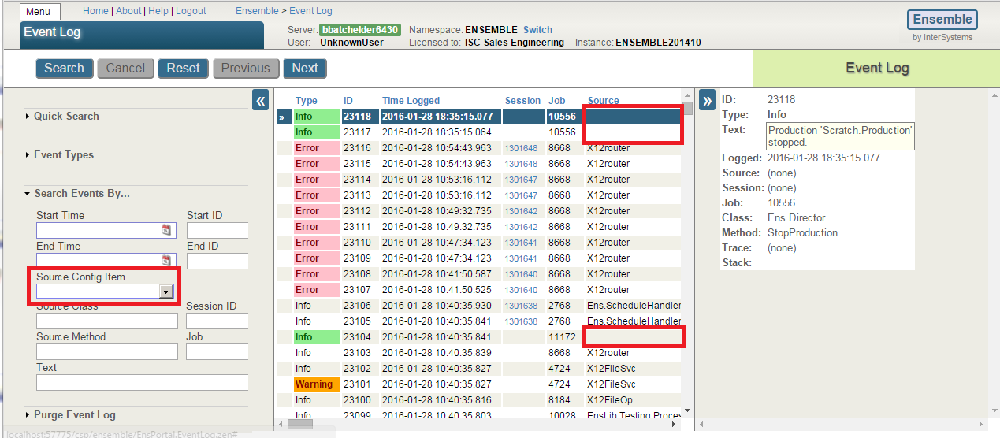 Menu
Home | About | Help | Logout
Ensemble > Event Log
Event Log
Server: bbatchelder6430 Namespace: ENSEMBLE Switch
User: UnknownUser Licensed to: ISC Sales Engineering Instance: ENSEMBLE201410
Ensemble
by InterSystems
Search Cancel Reset Previous Next
Event Log
«
Quick Search
Event Types
Search Events By...
Start Time Start ID
End Time End ID
Source Config Item
Source Class Session ID
Source Method Job
Text
Purge Event Log
Type ID Time Logged Session Job Source
» Info 23118 2016-01-28 18:35:15.077 10556
Info 23117 2016-01-28 18:35:15.064 10556
Error 23116 2016-01-28 10:54:43.963 1301648 8668 X12router
Error 23115 2016-01-28 10:54:43.963 1301648 8668 X12router
Error 23114 2016-01-28 10:53:16.112 1301647 8668 X12router
Error 23113 2016-01-28 10:53:16.112 1301647 8668 X12router
Error 23112 2016-01-28 10:49:32.735 1301642 8668 X12router
Error 23111 2016-01-28 10:49:32.735 1301642 8668 X12router
Error 23110 2016-01-28 10:47:34.123 1301641 8668 X12router
Error 23109 2016-01-28 10:47:34.123 1301641 8668 X12router
Error 23108 2016-01-28 10:41:50.587 1301640 8668 X12router
Error 23107 2016-01-28 10:41:50.525 1301640 8668 X12router
Info 23106 2016-01-28 10:40:35.930 1301638 2768 Ens.ScheduleHandler
Info 23105 2016-01-28 10:40:35.841 1301638 2768 Ens.ScheduleHandler
Info 23104 2016-01-28 10:40:35.841 11172
Info 23103 2016-01-28 10:40:35.839 8668 X12router
Info 23102 2016-01-28 10:40:35.827 4724 X12FileSvc
Warning 23101 2016-01-28 10:40:35.827 4724 X12FileSvc
Info 23100 2016-01-28 10:40:35.816 8184 X12FileOp
Info 23099 2016-01-28 10:40:35.803 10028 EnsLib.Testing.Proces
»
ID: 23118
Type: Info
Text: Production 'Scratch.Production'
stopped.
Logged: 2016-01-28 18:35:15.077
Source: (none)
Session: (none)
Job: 10556
Class: Ens.Director
Method: StopProduction
Trace: (none)
Stack:
localhost:57775/csp/ensemble/EnsPortal.EventLog.zen#